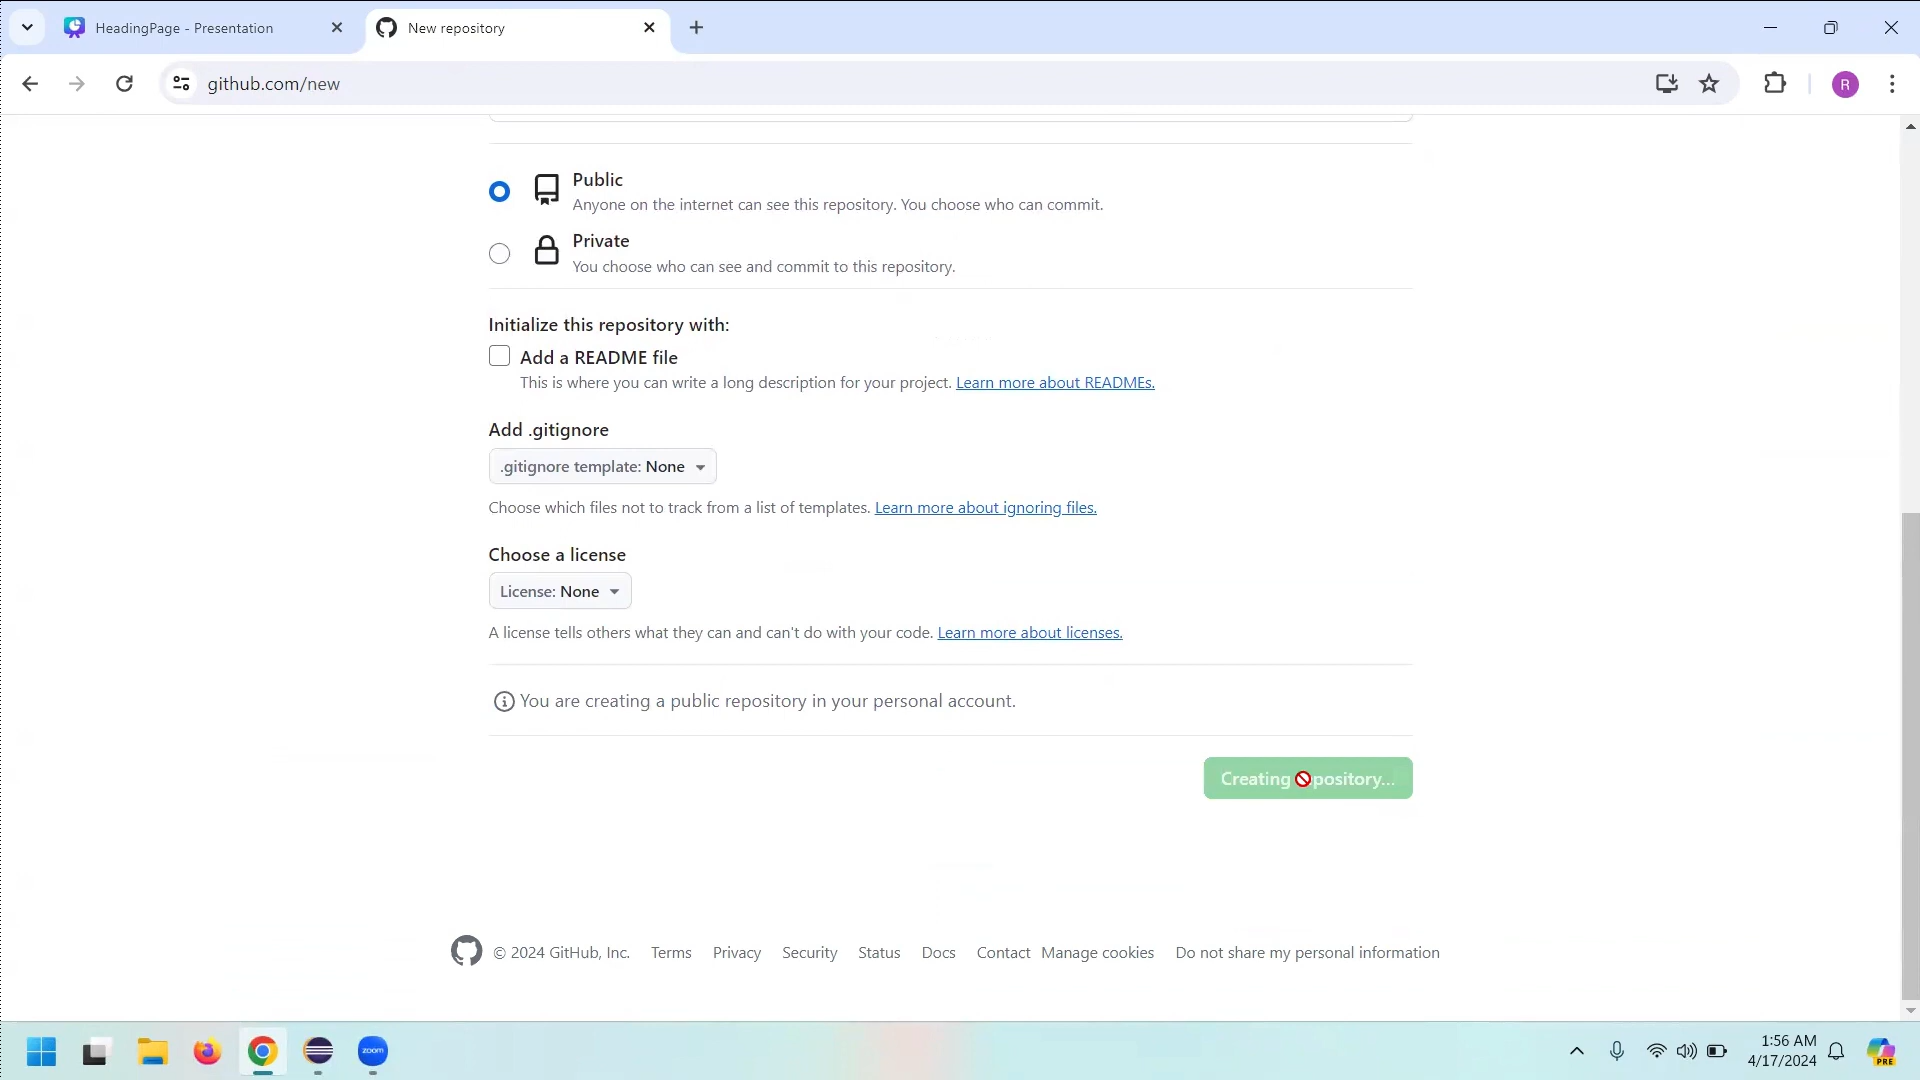 HeadingPage - Presentation
New repository
github.com/new
R
Public
Anyone on the internet can see this repository. You choose who can commit.
Private
You choose who can see and commit to this repository.
Initialize this repository with:
Add a README file
This is where you can write a long description for your project. Learn more about READMEs.
Add .gitignore
.gitignore template: None
Choose which files not to track from a list of templates. Learn more about ignoring files.
Choose a license
License: None
A license tells others what they can and can't do with your code. Learn more about licenses.
You are creating a public repository in your personal account.
Creating pository...
© 2024 GitHub, Inc. Terms Privacy Security Status Docs Contact Manage cookies Do not share my personal information
zoom
1:56 AM
4/17/2024
PRE